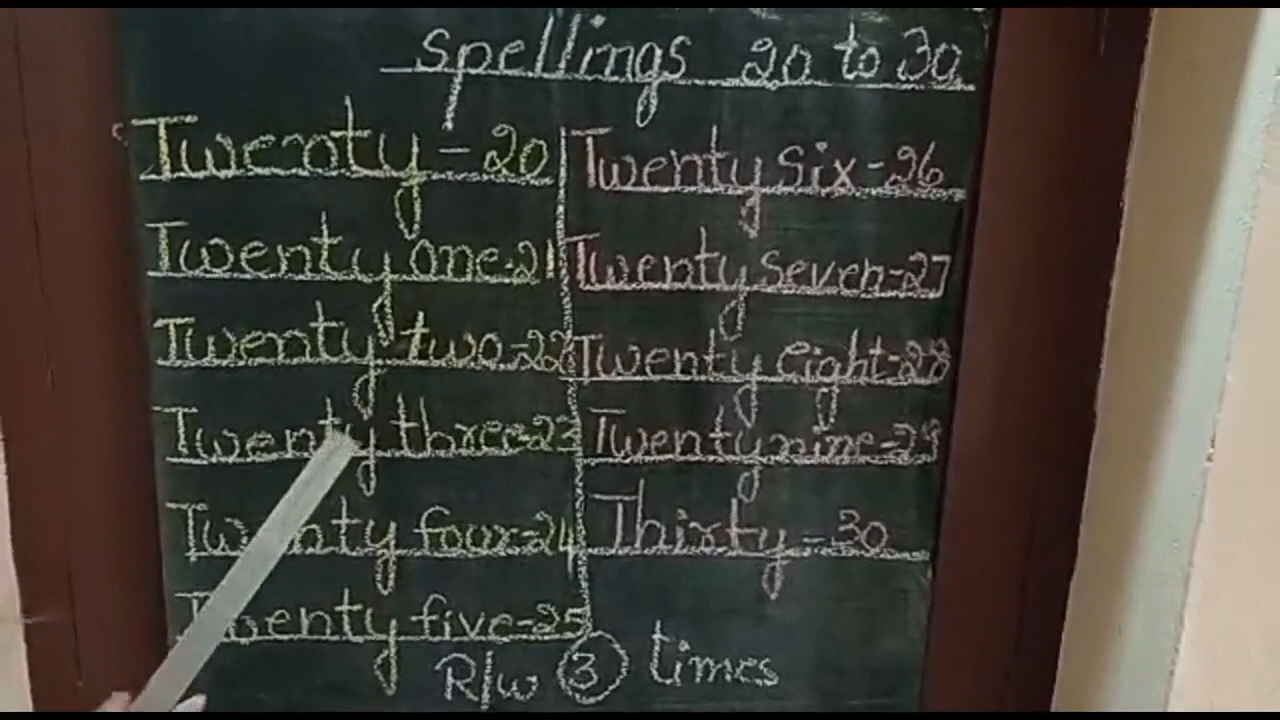 Spellings 20 to 30
Twenty - 20
Twenty one-21
Twenty two-22
Twenty three-23
Twenty four-24
Twenty five-25
Twenty six-26
Twenty seven-27
Twenty eight-28
Twenty nine-29
Thirty-30
R/w 3 times